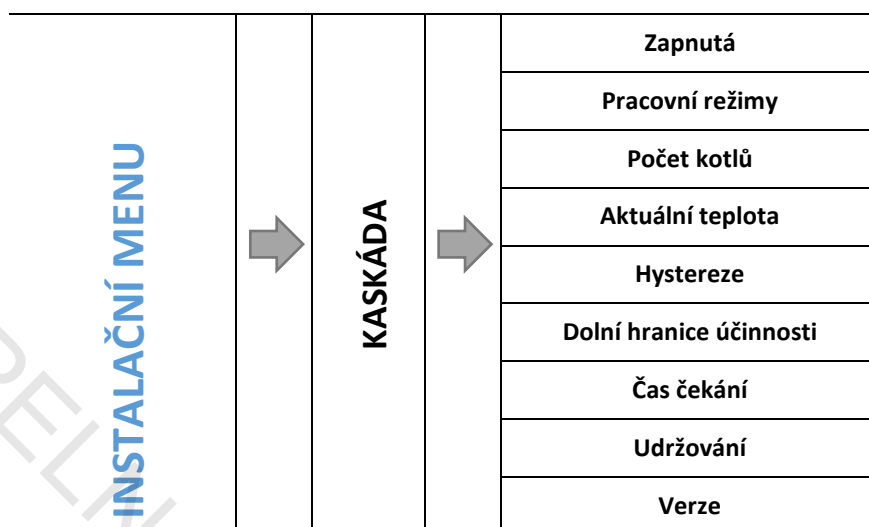 INSTALAČNÍ MENU
KASKÁDA
Zapnutá
Pracovní režimy
Počet kotlů
Aktuální teplota
Hystereze
Dolní hranice účinnosti
Čas čekání
Udržování
Verze